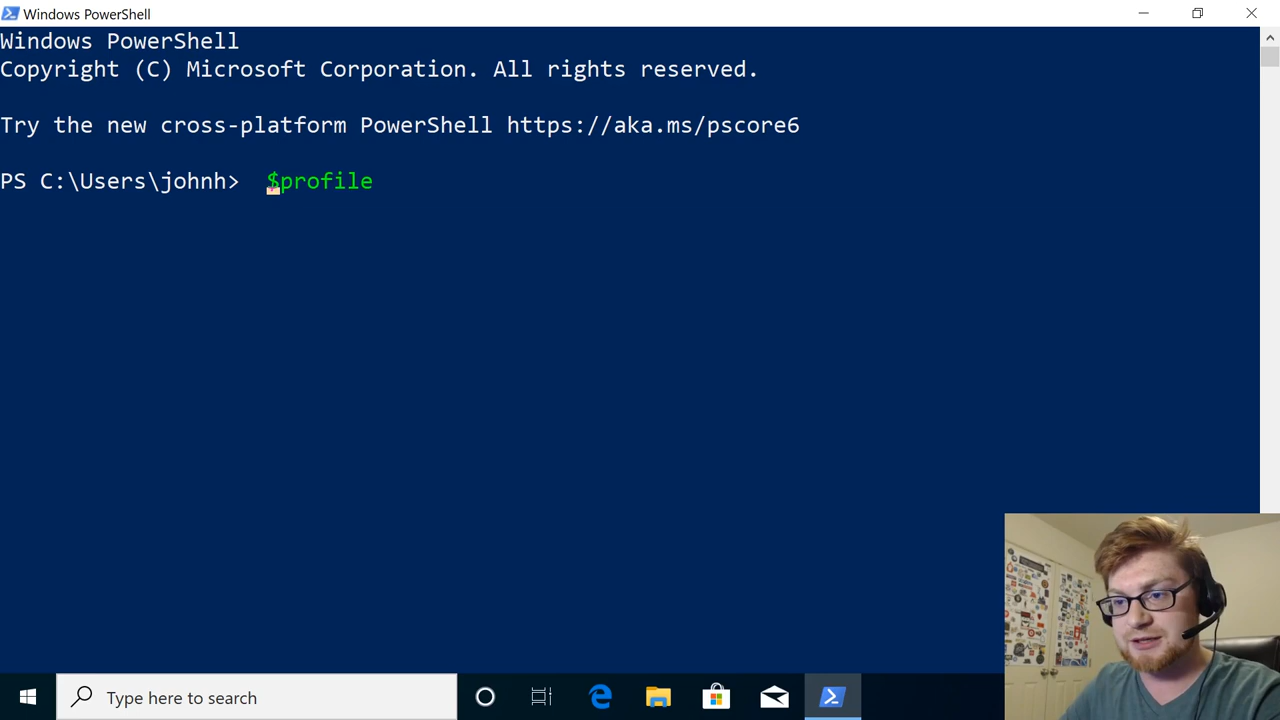 Windows PowerShell
Windows PowerShell
Copyright (C) Microsoft Corporation. All rights reserved.
Try the new cross-platform PowerShell https://aka.ms/pscore6
PS C:\Users\johnh>  $profile
Type here to search